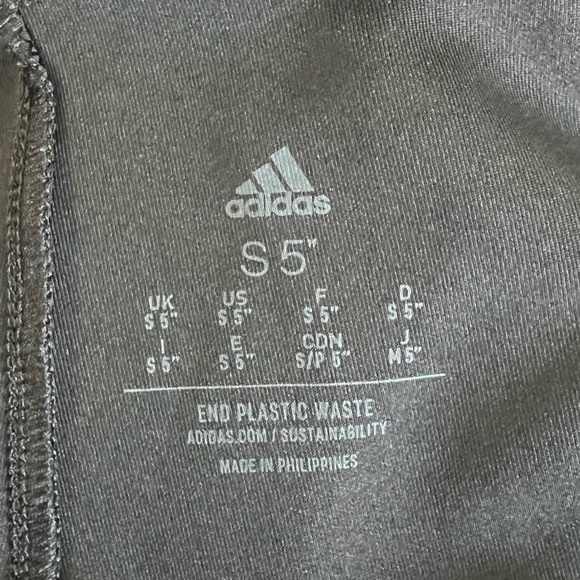 adidas
S 5"
UK US F D
S 5" S 5" S 5" S 5"
I E CDN J
S 5" S 5" S/P 5" M 5"
END PLASTIC WASTE
ADIDAS.COM / SUSTAINABILITY
MADE IN PHILIPPINES